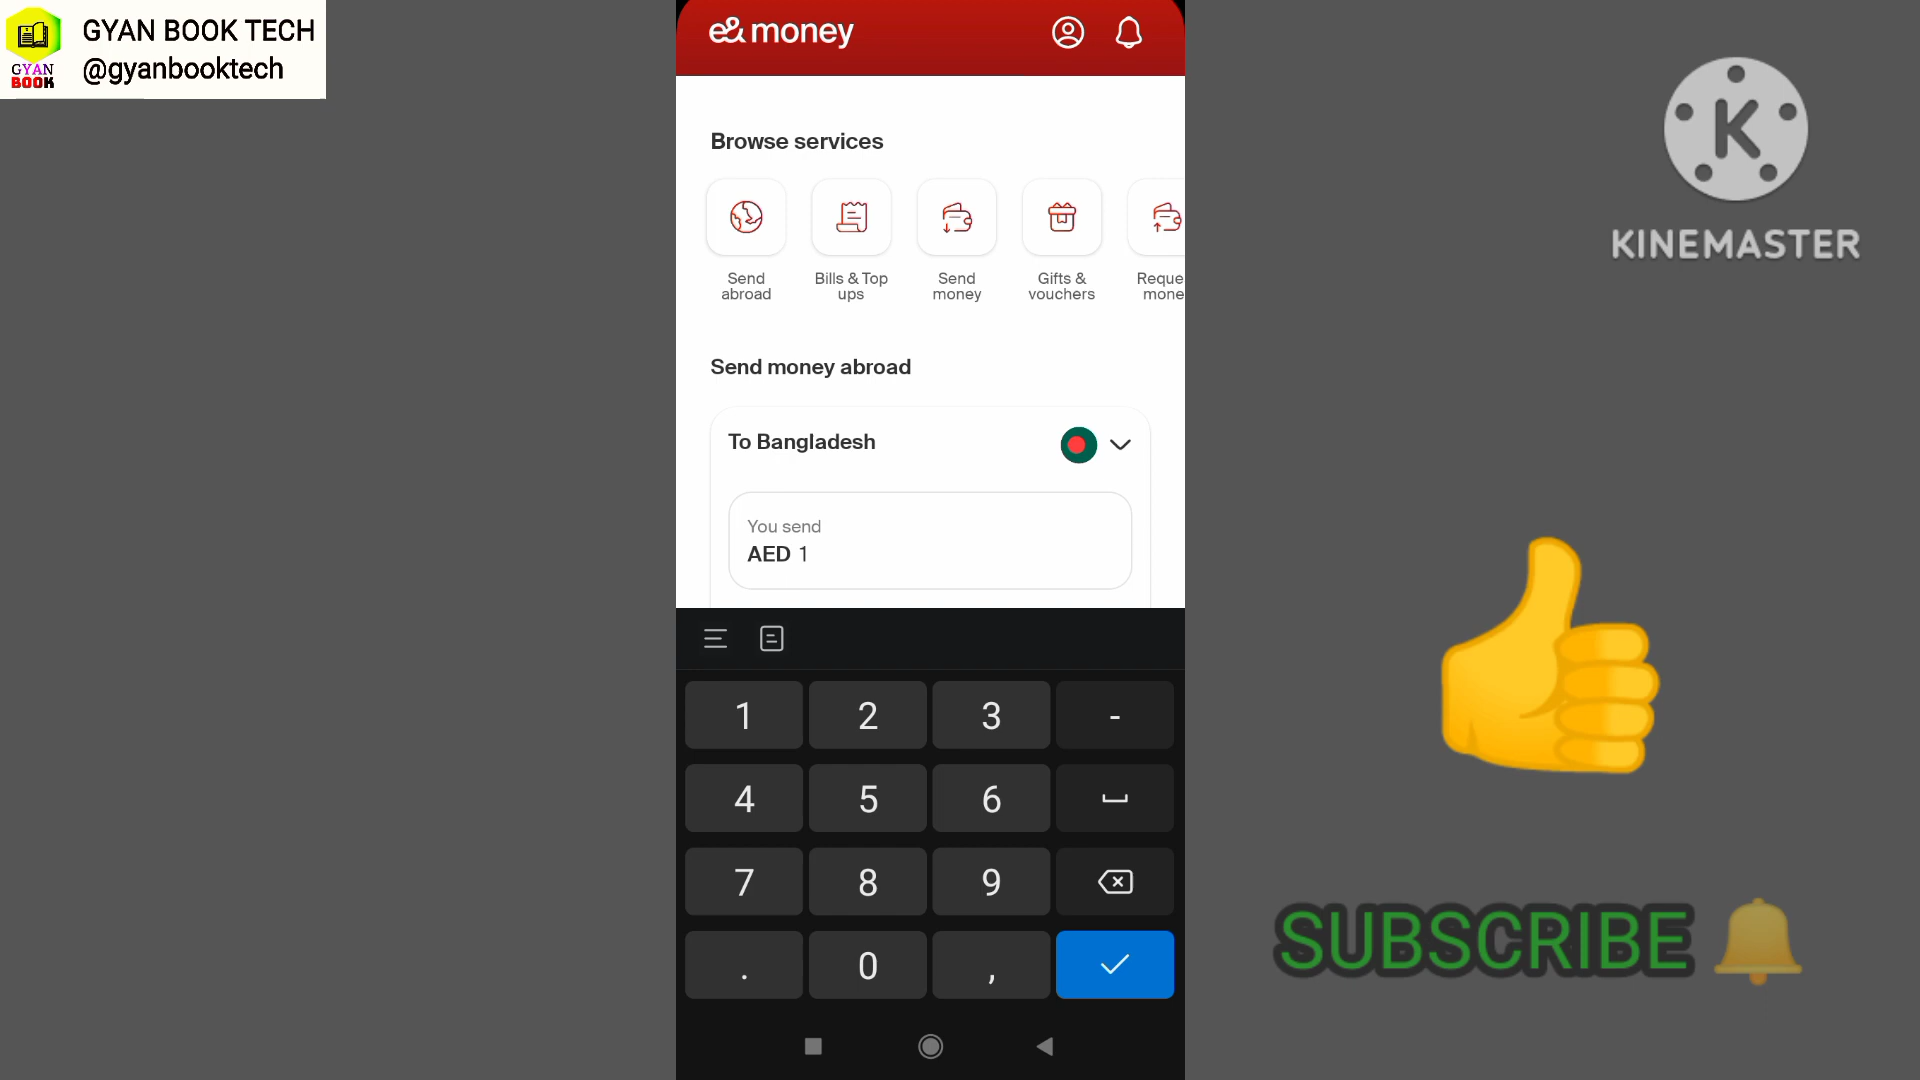 GYAN BOOK TECH
@gyanbooktech
GYAN
BOOK
e& money
Browse services
Send abroad
Bills & Top ups
Send money
Gifts & vouchers
Reque
mone
Send money abroad
To Bangladesh
You send
AED 1
1 2 3 -
4 5 6
7 8 9
. 0 ,
K
KINEMASTER
SUBSCRIBE